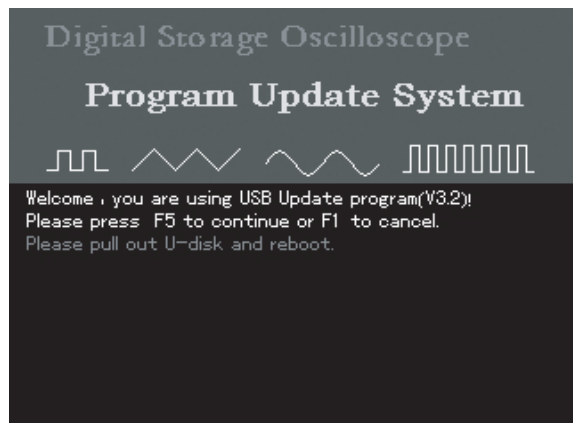 Digital Storage Oscilloscope
Program Update System
Welcome , you are using USB Update program(V3.2)!
Please press F5 to continue or F1 to cancel.
Please pull out U-disk and reboot.